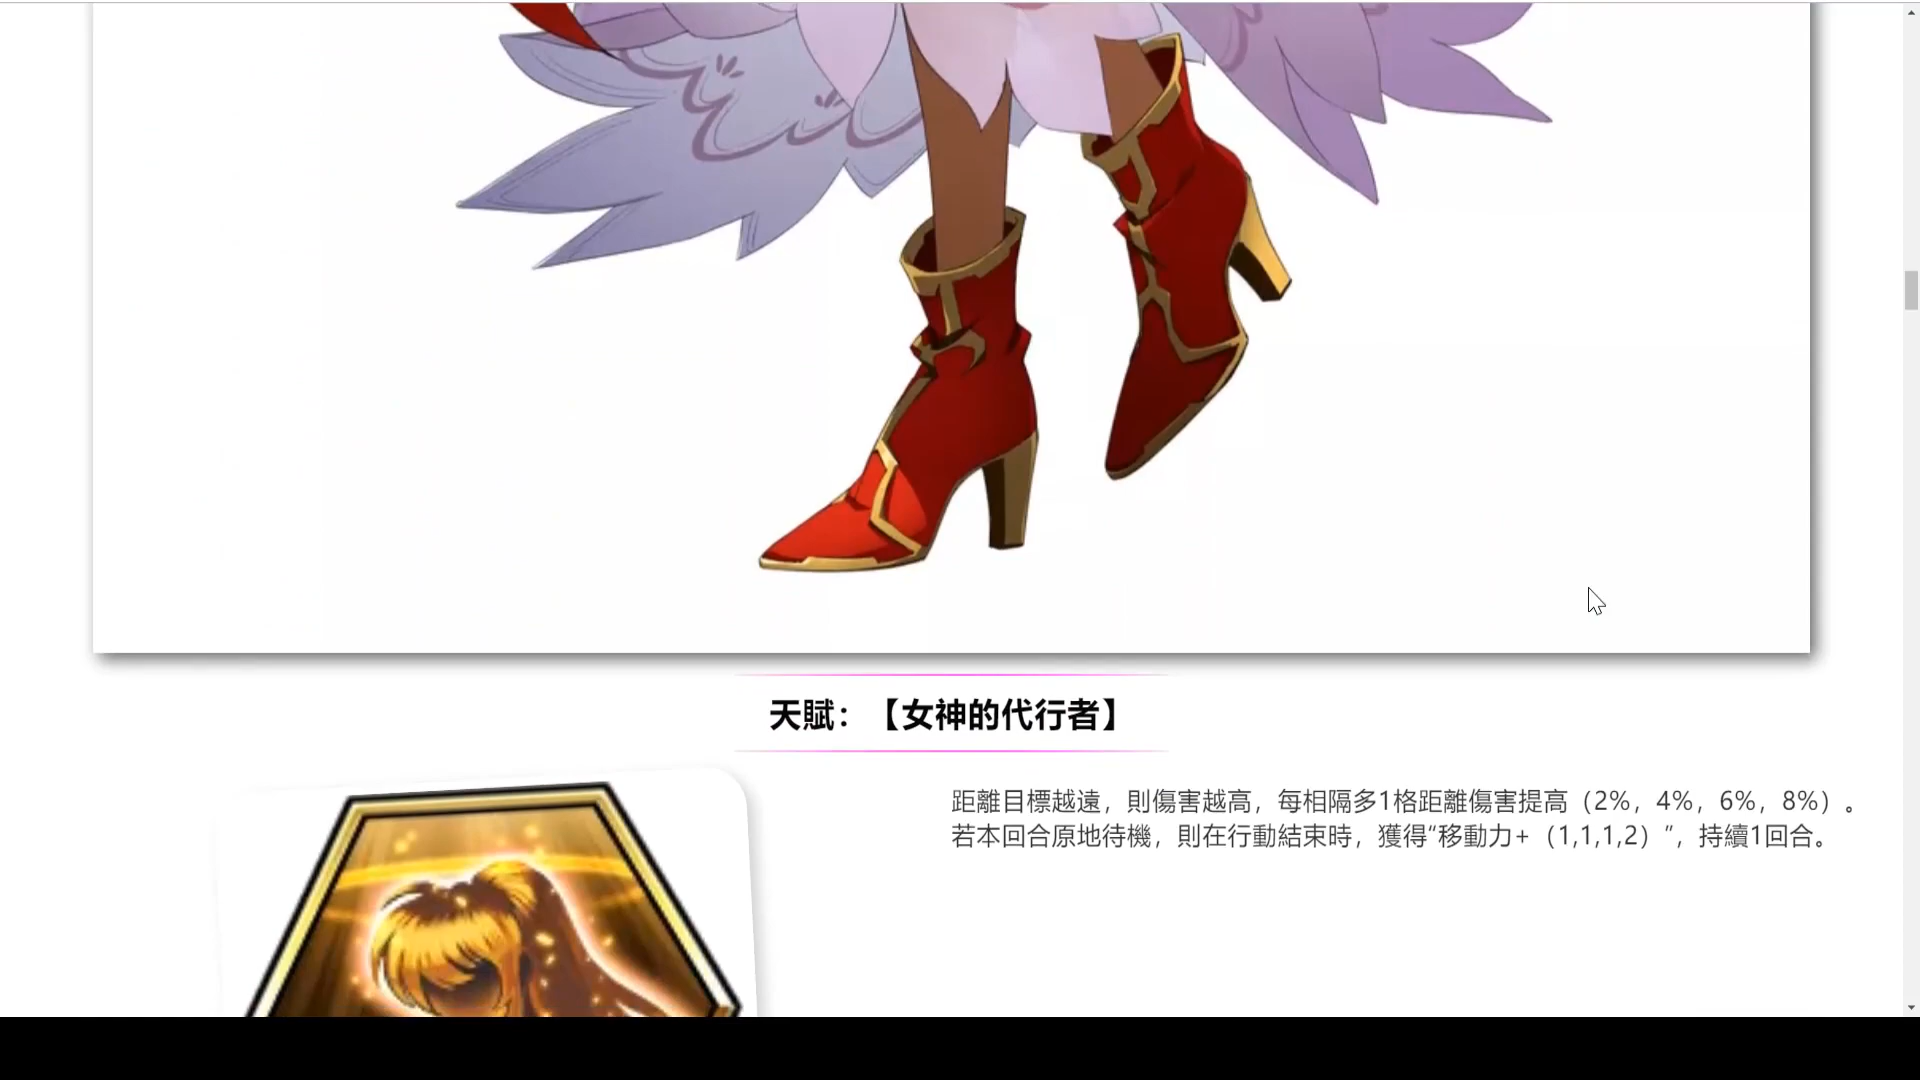 天賦：【女神的代行者】
距離目標越遠，則傷害越高，每相隔多1格距離傷害提高（2%，4%，6%，8%）。
若本回合原地待機，則在行動結束時，獲得“移動力+（1,1,1,2）”，持續1回合。